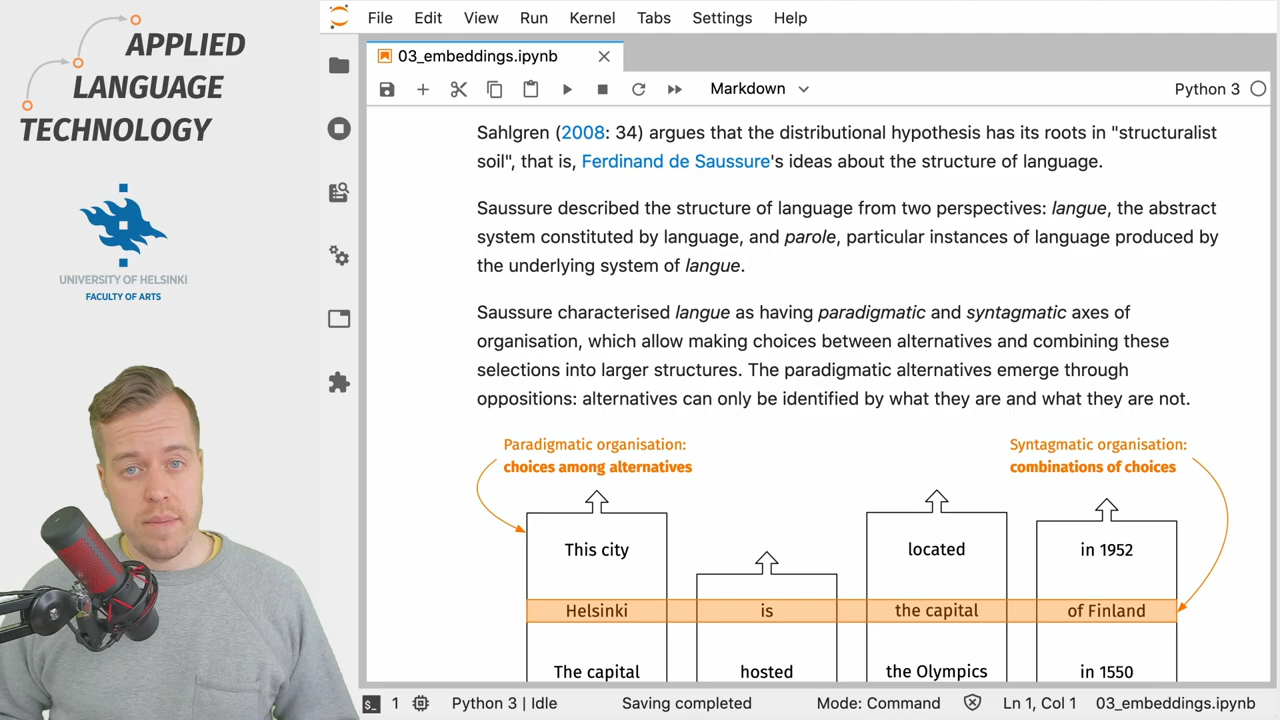 APPLIED
LANGUAGE
TECHNOLOGY
UNIVERSITY OF HELSINKI
FACULTY OF ARTS
File Edit View Run Kernel Tabs Settings Help
03_embeddings.ipynb
Markdown
Python 3
Sahlgren (2008: 34) argues that the distributional hypothesis has its roots in "structuralist
soil", that is, Ferdinand de Saussure's ideas about the structure of language.
Saussure described the structure of language from two perspectives: langue, the abstract
system constituted by language, and parole, particular instances of language produced by
the underlying system of langue.
Saussure characterised langue as having paradigmatic and syntagmatic axes of
organisation, which allow making choices between alternatives and combining these
selections into larger structures. The paradigmatic alternatives emerge through
oppositions: alternatives can only be identified by what they are and what they are not.
Paradigmatic organisation:
choices among alternatives
Syntagmatic organisation:
combinations of choices
This city located in 1952
Helsinki is the capital of Finland
The capital hosted the Olympics in 1550
$_ 1 Python 3 | Idle Saving completed Mode: Command Ln 1, Col 1 03_embeddings.ipynb